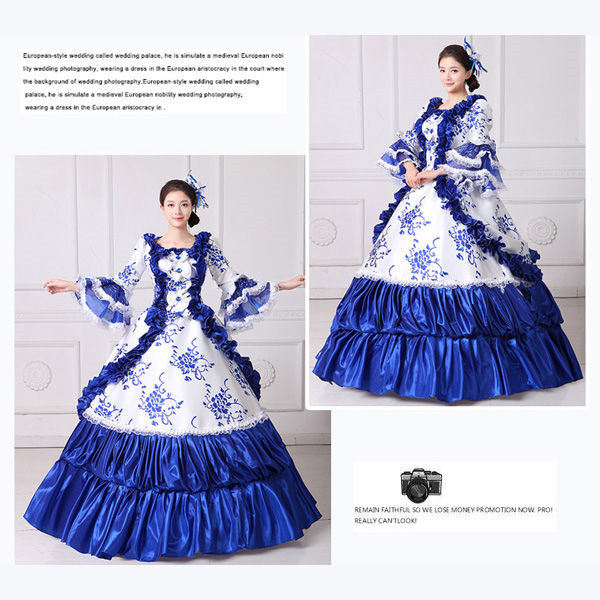 European-style wedding called wedding palace, he is simulate a medieval European nobi
lity wedding photography, wearing a dress in the European aristocracy in the court where
the background of wedding photography.European-style wedding called wedding
palace, he is simulate a medieval European nobility wedding photography,
wearing a dress in the European aristocracy in .
REMAIN FAITHFUL SO WE LOSE MONEY PROMOTION NOW. PRO!
REALLY CAN'TLOOK!